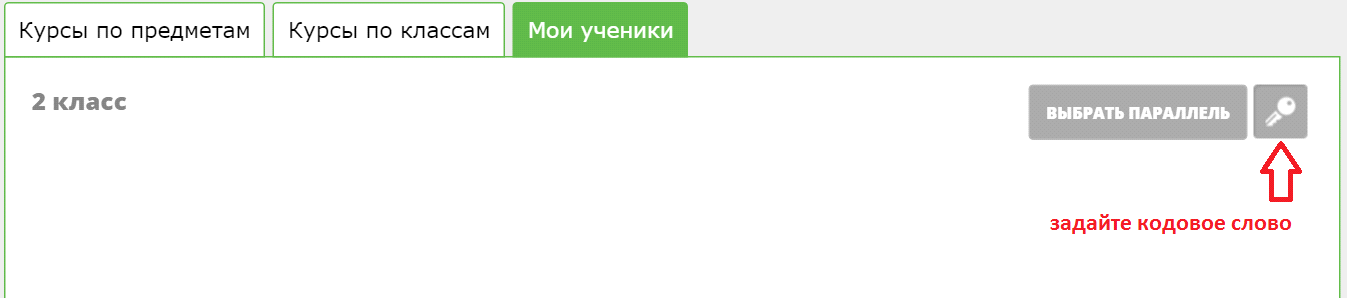 Курсы по предметам Курсы по классам Мои ученики
2 класс ВЫБРАТЬ ПАРАЛЛЕЛЬ
задайте кодовое слово